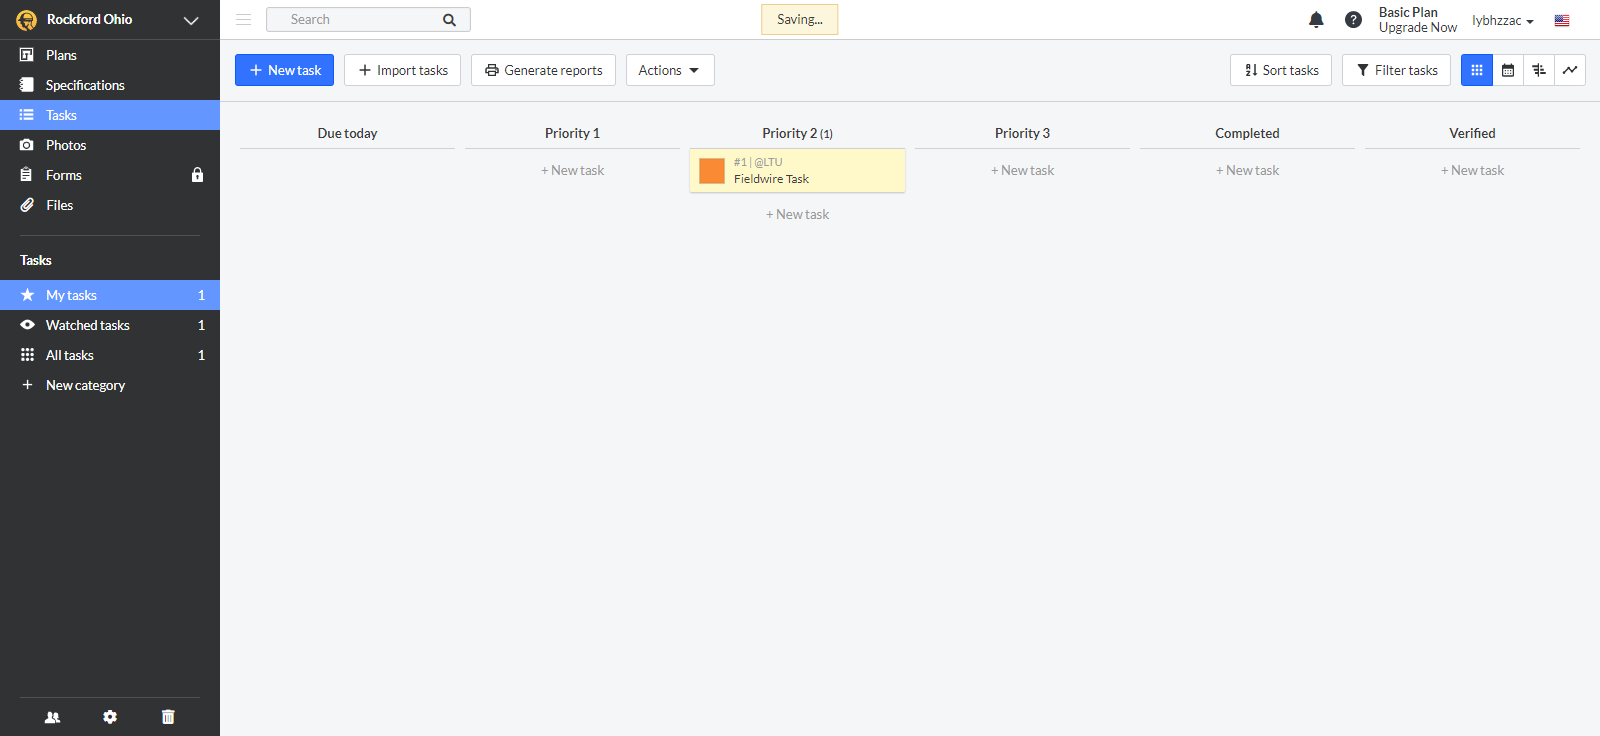 Rockford Ohio
Search
Saving...
?
Basic Plan
Upgrade Now
lybhzzac
Plans
Specifications
Tasks
Photos
Forms
Files
Tasks
My tasks 1
Watched tasks 1
All tasks 1
+ New category
+ New task
+ Import tasks
Generate reports
Actions
Sort tasks
Filter tasks
Due today
Priority 1
Priority 2 (1)
Priority 3
Completed
Verified
+ New task
#1 | @LTU
Fieldwire Task
+ New task
+ New task
+ New task
+ New task